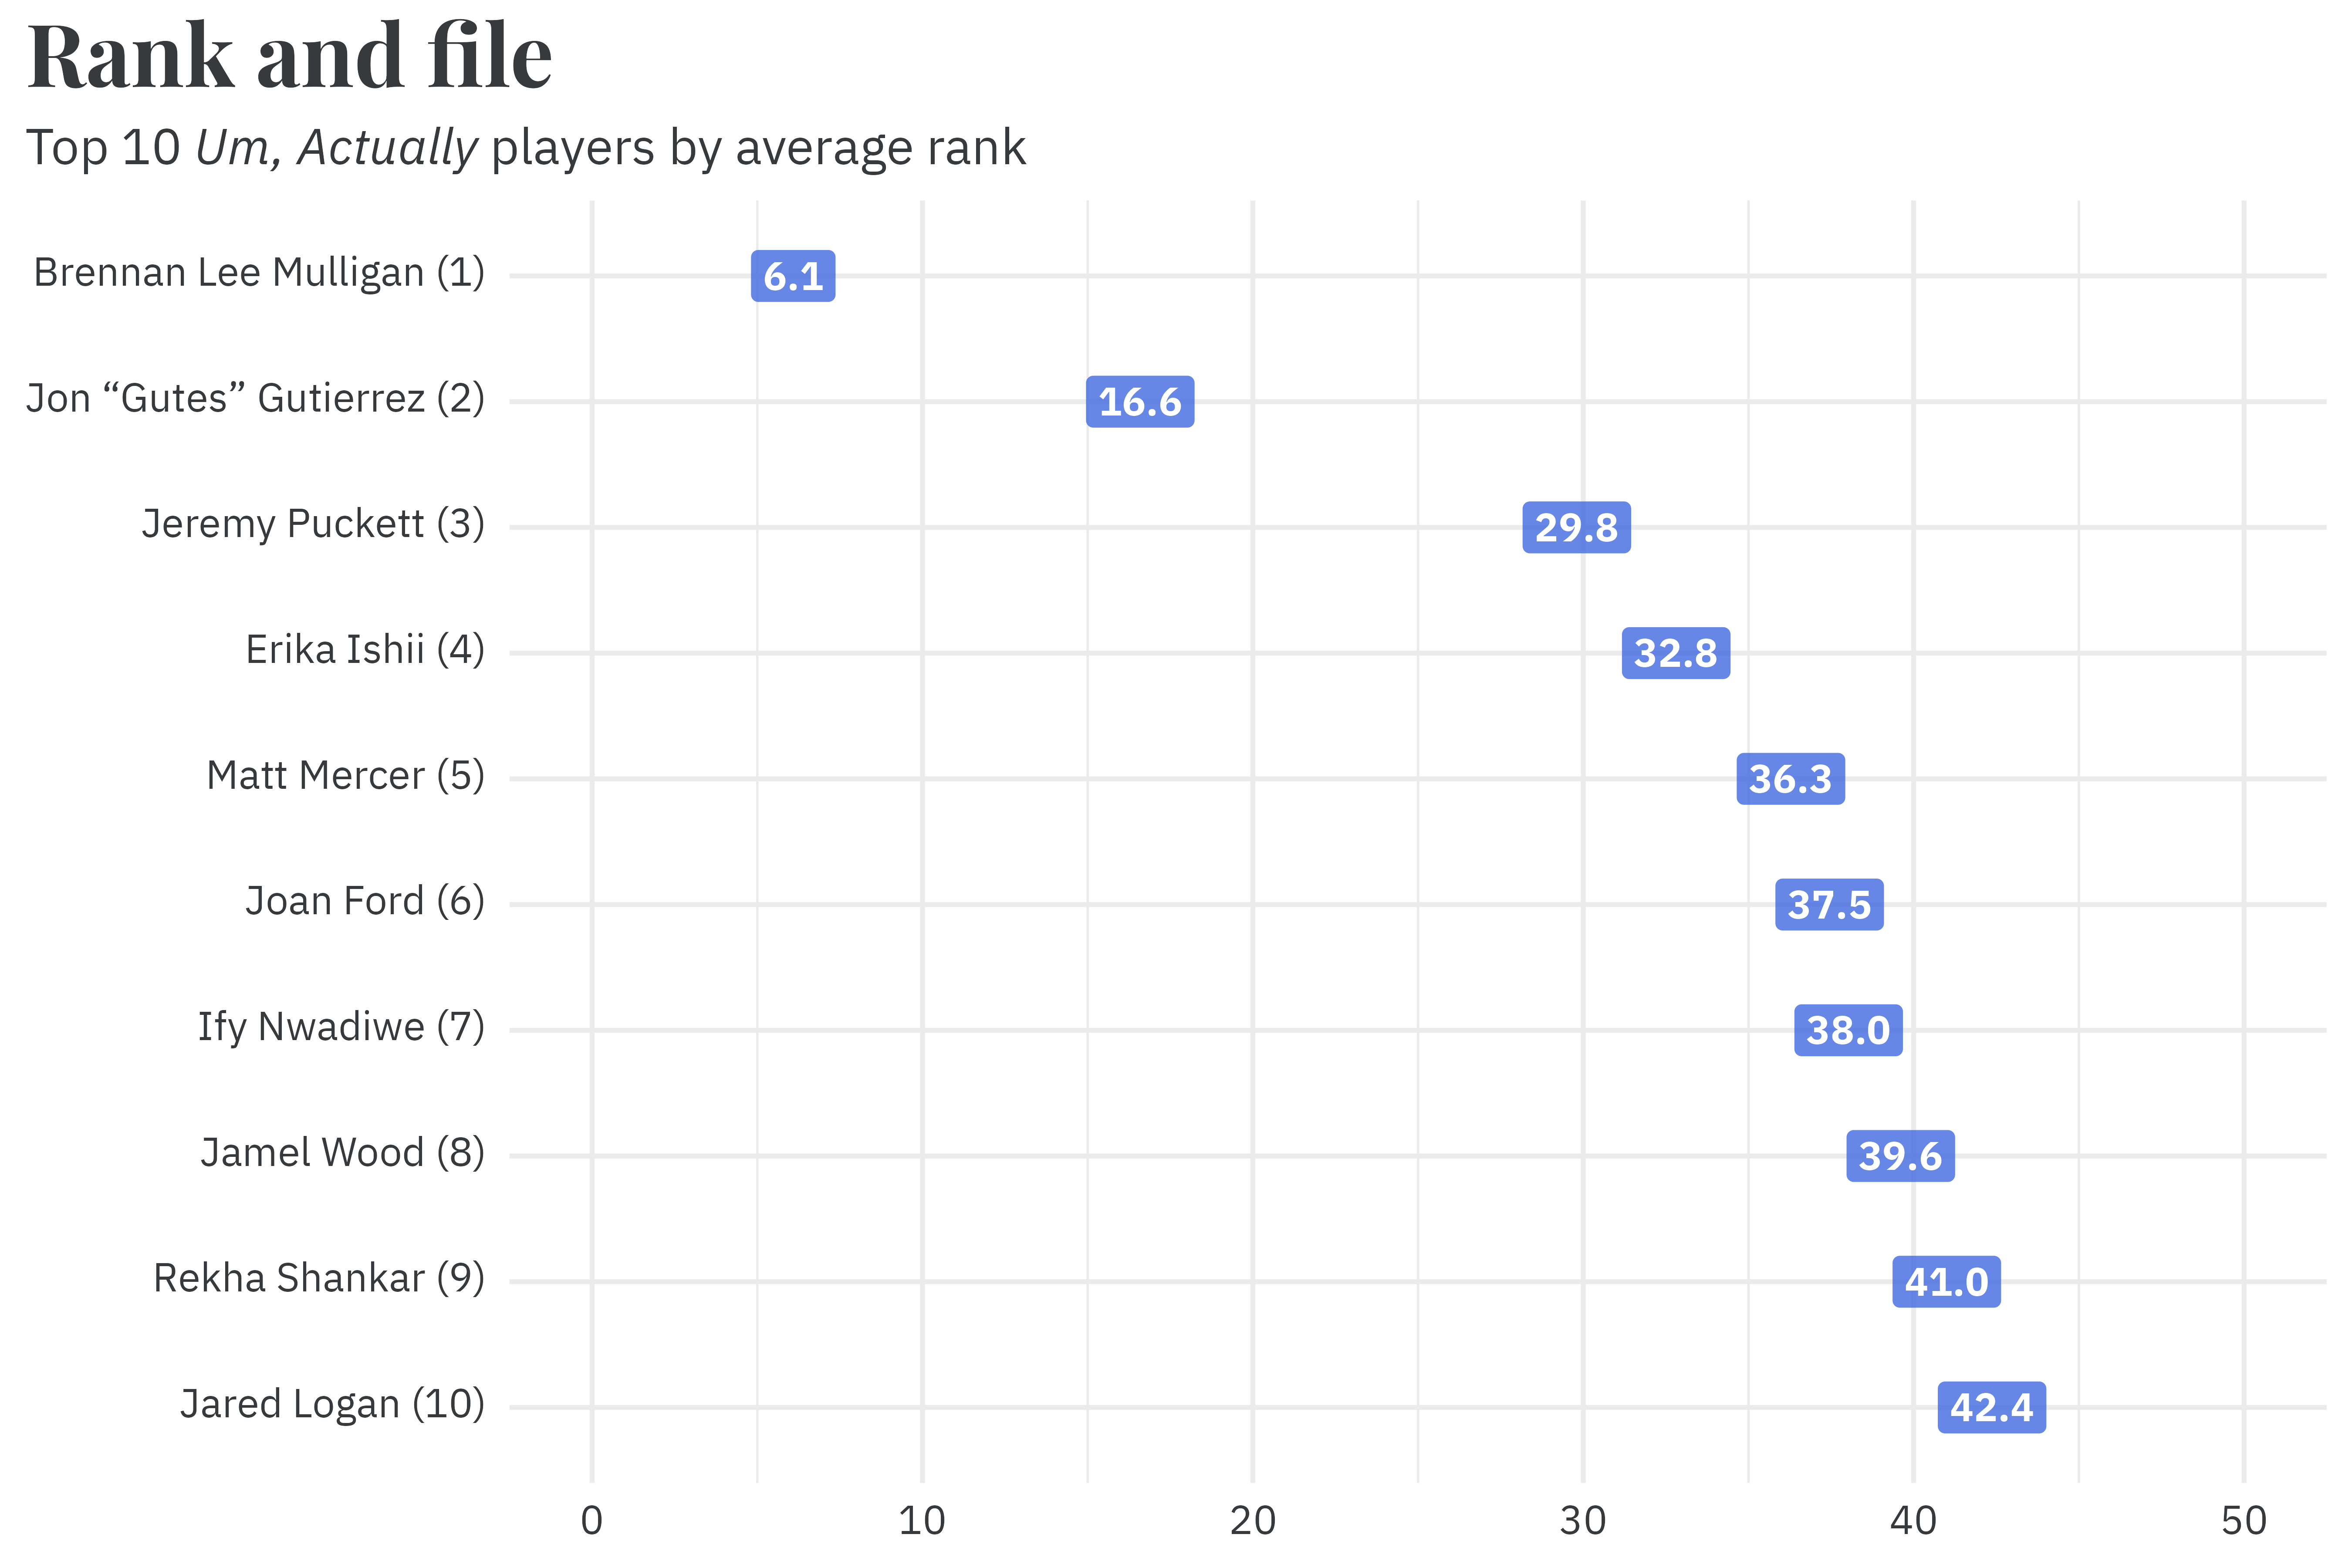 Rank and file
Top 10 Um, Actually players by average rank
Brennan Lee Mulligan (1) 6.1
Jon “Gutes” Gutierrez (2) 16.6
Jeremy Puckett (3) 29.8
Erika Ishii (4) 32.8
Matt Mercer (5) 36.3
Joan Ford (6) 37.5
Ify Nwadiwe (7) 38.0
Jamel Wood (8) 39.6
Rekha Shankar (9) 41.0
Jared Logan (10) 42.4
0 10 20 30 40 50